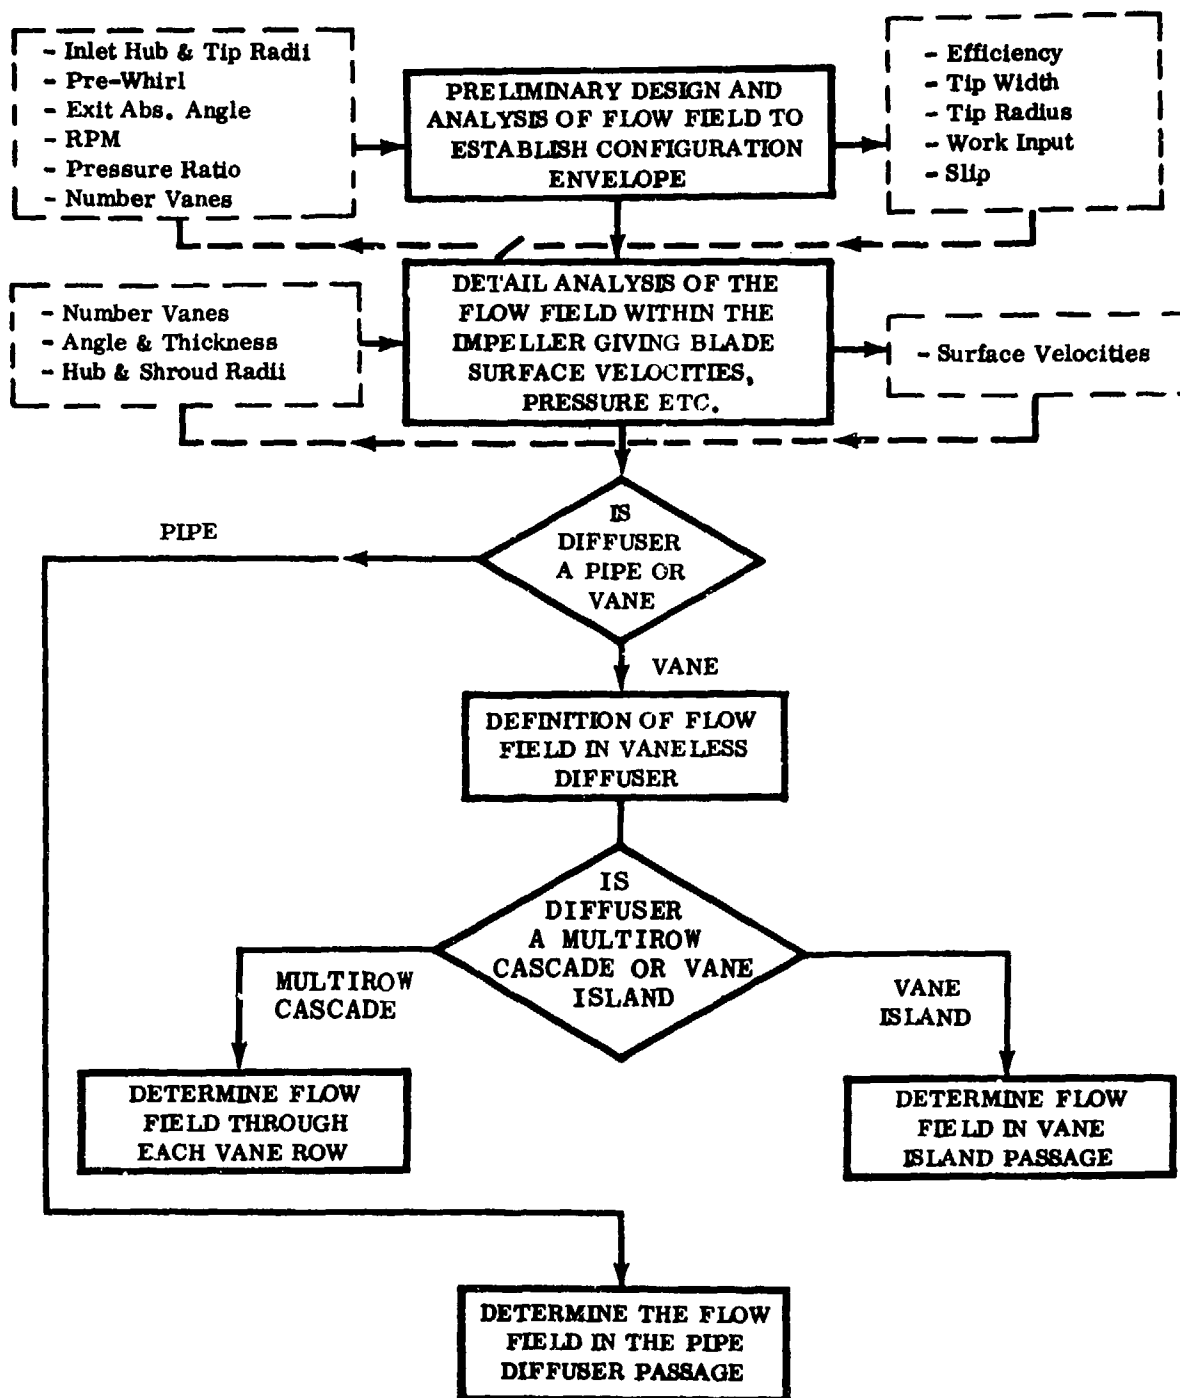 - Inlet Hub & Tip Radii
- Pre-Whirl
- Exit Abs. Angle
- RPM
- Pressure Ratio
- Number Vanes
PRELIMINARY DESIGN AND
ANALYSIS OF FLOW FIELD TO
ESTABLISH CONFIGURATION
ENVELOPE
- Efficiency
- Tip Width
- Tip Radius
- Work Input
- Slip
- Number Vanes
- Angle & Thickness
- Hub & Shroud Radii
DETAIL ANALYSIS OF THE
FLOW FIELD WITHIN THE
IMPELLER GIVING BLADE
SURFACE VELOCITIES,
PRESSURE ETC.
- Surface Velocities
IS
DIFFUSER
A PIPE OR
VANE
PIPE
VANE
DEFINITION OF FLOW
FIELD IN VANELESS
DIFFUSER
IS
DIFFUSER
A MULTIROW
CASCADE OR VANE
ISLAND
MULTIROW
CASCADE
VANE
ISLAND
DETERMINE FLOW
FIELD THROUGH
EACH VANE ROW
DETERMINE FLOW
FIELD IN VANE
ISLAND PASSAGE
DETERMINE THE FLOW
FIELD IN THE PIPE
DIFFUSER PASSAGE